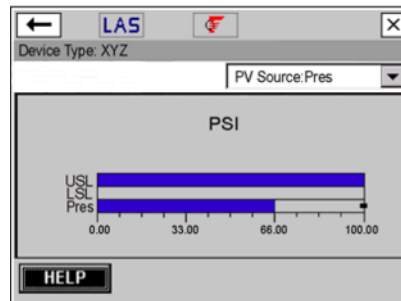 LAS
Device Type: XYZ
PV Source:Pres
PSI
USL
LSL
Pres
0.00 33.00 66.00 100.00
HELP